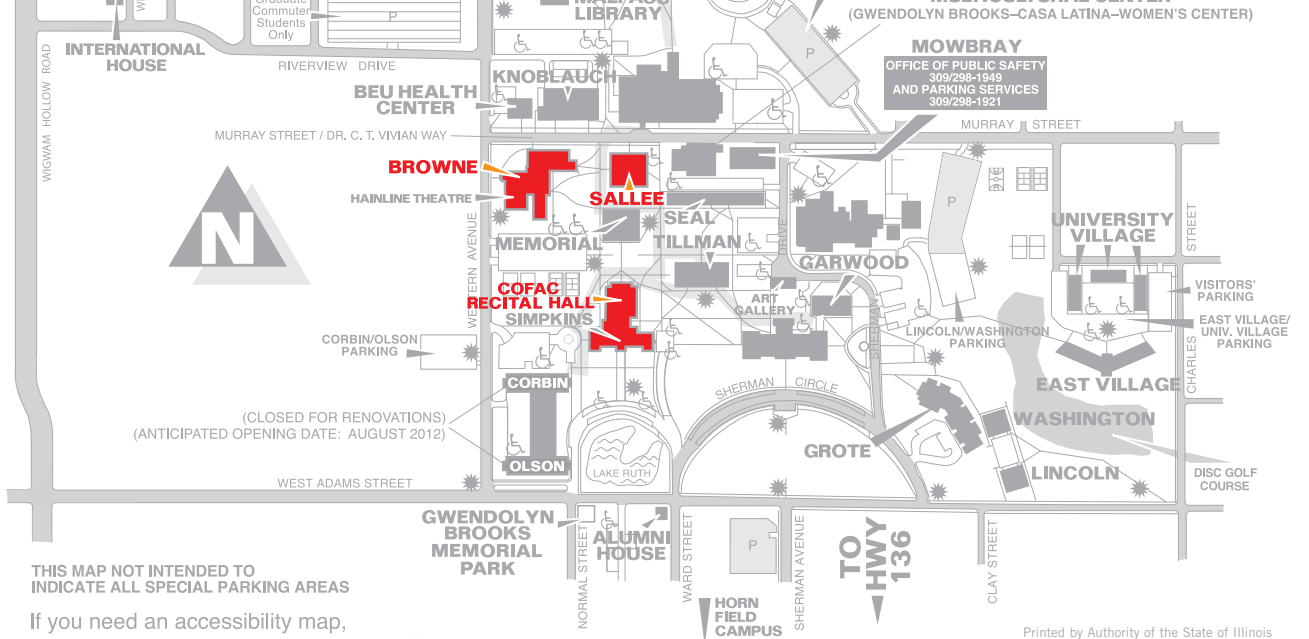 Graduate
Commuter
Students
Only
P
MALPASS
LIBRARY
MULTICULTURAL CENTER
(GWENDOLYN BROOKS–CASA LATINA–WOMEN'S CENTER)
INTERNATIONAL
HOUSE
WIGWAM HOLLOW ROAD
RIVERVIEW DRIVE
P
MOWBRAY
OFFICE OF PUBLIC SAFETY
309/298-1949
AND PARKING SERVICES
309/298-1921
KNOBLAUCH
BEU HEALTH
CENTER
MURRAY STREET / DR. C. T. VIVIAN WAY
MURRAY STREET
BROWNE
HAINLINE THEATRE
SALLEE
SEAL
MEMORIAL
TILLMAN
P
UNIVERSITY
VILLAGE
STREET
N
WESTERN AVENUE
DRIVE
GARWOOD
COFAC
RECITAL HALL
SIMPKINS
ART
GALLERY
SHERMAN
VISITORS'
PARKING
EAST VILLAGE/
UNIV. VILLAGE
PARKING
LINCOLN/WASHINGTON
PARKING
CORBIN/OLSON
PARKING
CHARLES
EAST VILLAGE
CORBIN
SHERMAN CIRCLE
(CLOSED FOR RENOVATIONS)
(ANTICIPATED OPENING DATE: AUGUST 2012)
WASHINGTON
GROTE
OLSON
LAKE RUTH
LINCOLN
DISC GOLF
COURSE
WEST ADAMS STREET
GWENDOLYN
BROOKS
MEMORIAL
PARK
NORMAL STREET
ALUMNI
HOUSE
WARD STREET
P
SHERMAN AVENUE
TO
HWY
136
CLAY STREET
HORN
FIELD
CAMPUS
THIS MAP NOT INTENDED TO
INDICATE ALL SPECIAL PARKING AREAS
If you need an accessibility map,
Printed by Authority of the State of Illinois